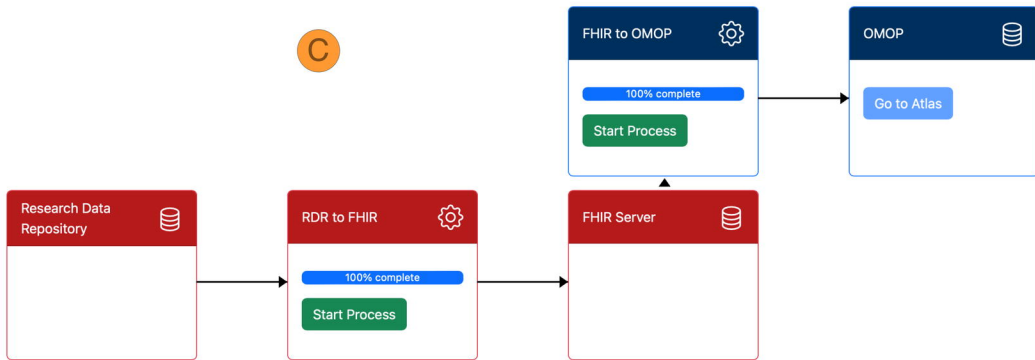 C
FHIR to OMOP
100% complete
Start Process
OMOP
Go to Atlas
Research Data
Repository
RDR to FHIR
100% complete
Start Process
FHIR Server